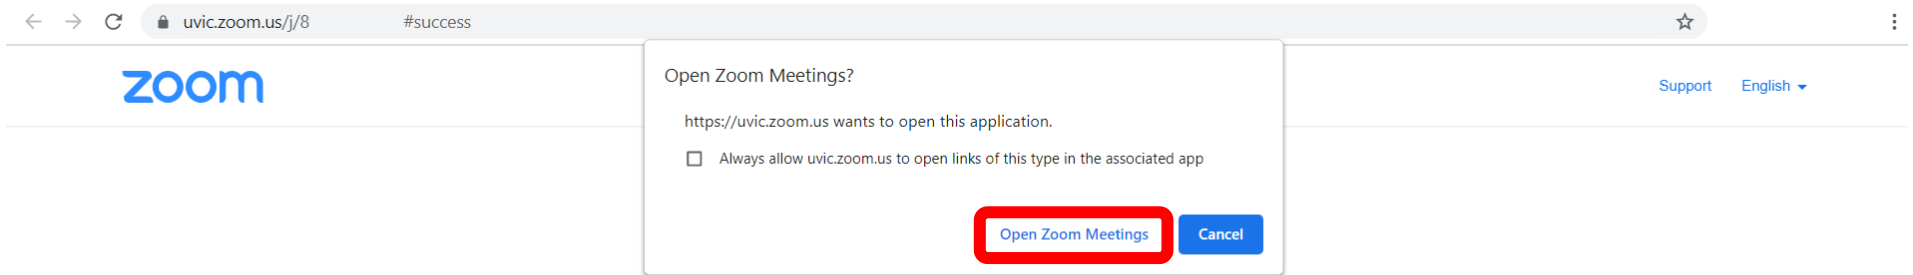 uvic.zoom.us/j/8 #success
zoom
Support English
Open Zoom Meetings?
https://uvic.zoom.us wants to open this application.
Always allow uvic.zoom.us to open links of this type in the associated app
Open Zoom Meetings Cancel